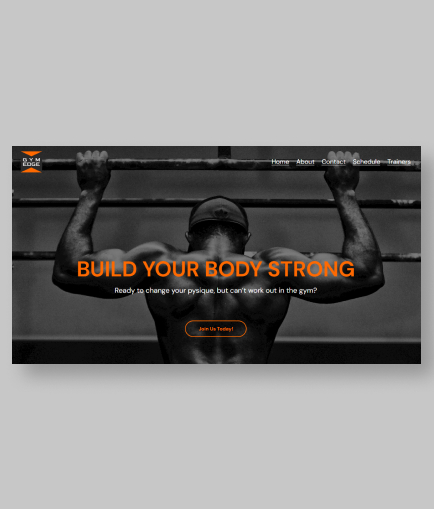 GYM
EDGE
Home About Contact Schedule Trainers
BUILD YOUR BODY STRONG
Ready to change your pysique, but can't work out in the gym?
Join Us Today!